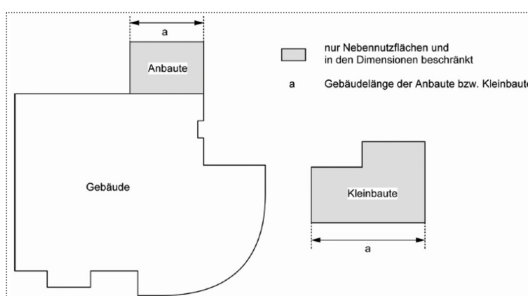 a
Anbaute
nur Nebennutzflächen und
in den Dimensionen beschränkt
a Gebäudelänge der Anbaute bzw. Kleinbaute
Gebäude
Kleinbaute
a